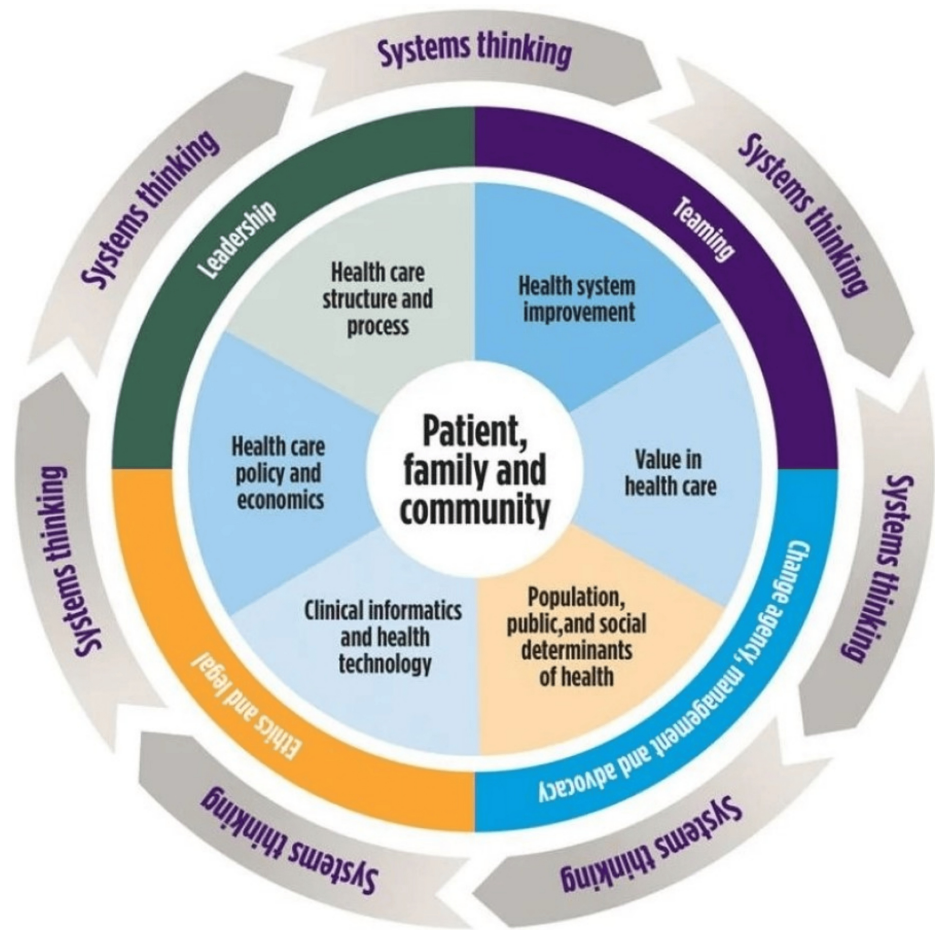 Systems thinking
Systems thinking
Systems thinking
Systems thinking
Systems thinking
Systems thinking
Systems thinking
Leadership
Teaming
Change agency, management and advocacy
Ethics and legal
Health care
structure and
process
Health system
improvement
Value in
health care
Population,
public,and social
determinants
of health
Clinical informatics
and health
technology
Health care
policy and
economics
Patient,
family and
community